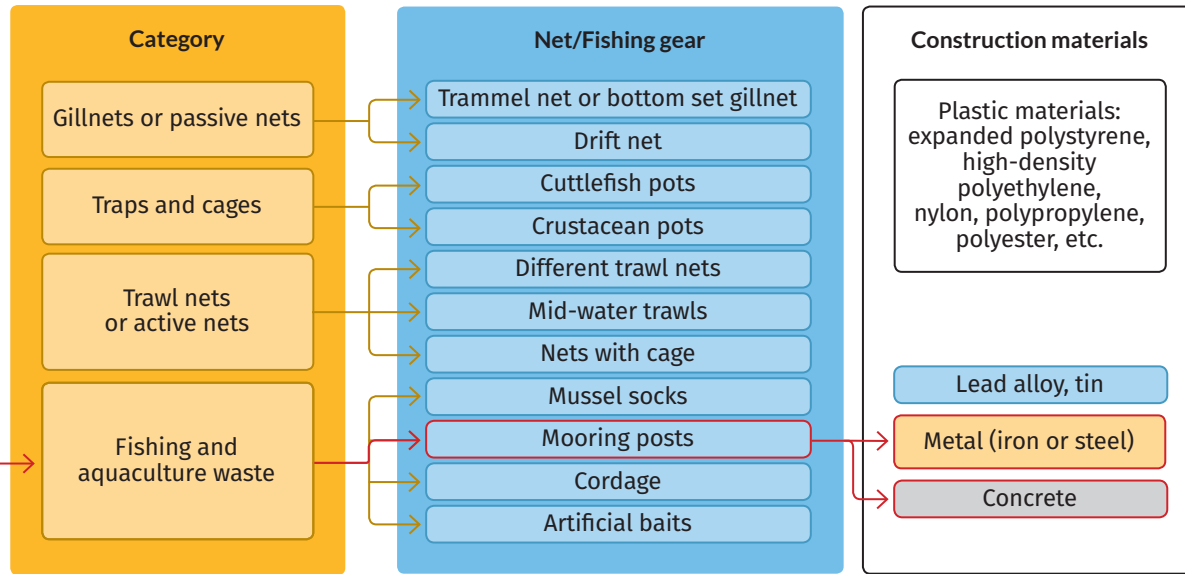 Category
Gillnets or passive nets
Traps and cages
Trawl nets
or active nets
Fishing and
aquaculture waste
Net/Fishing gear
Trammel net or bottom set gillnet
Drift net
Cuttlefish pots
Crustacean pots
Different trawl nets
Mid-water trawls
Nets with cage
Mussel socks
Mooring posts
Cordage
Artificial baits
Construction materials
Plastic materials:
expanded polystyrene,
high-density
polyethylene,
nylon, polypropylene,
polyester, etc.
Lead alloy, tin
Metal (iron or steel)
Concrete